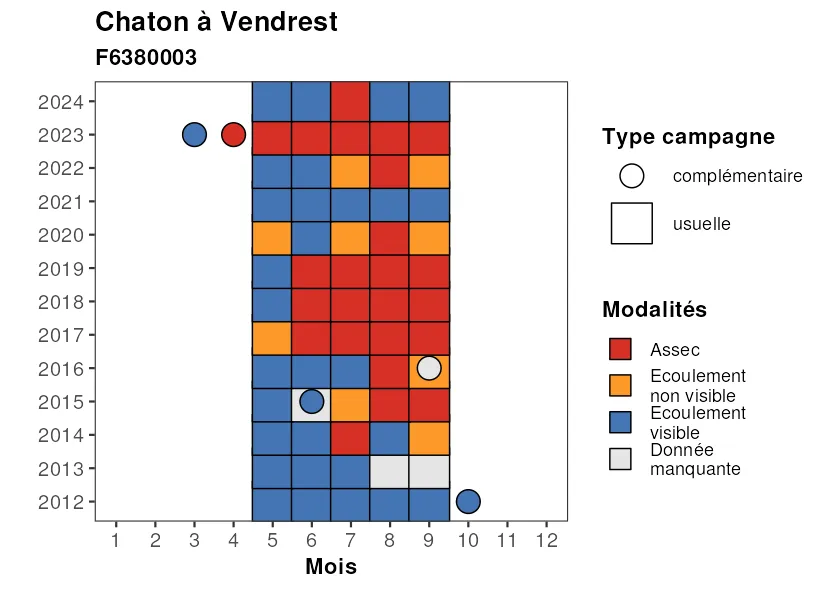 Chaton à Vendrest
F6380003
2024
2023
2022
2021
2020
2019
2018
2017
2016
2015
2014
2013
2012
1 2 3 4 5 6 7 8 9 10 11 12
Mois
Type campagne
complémentaire
usuelle
Modalités
Assec
Ecoulement
non visible
Ecoulement
visible
Donnée
manquante